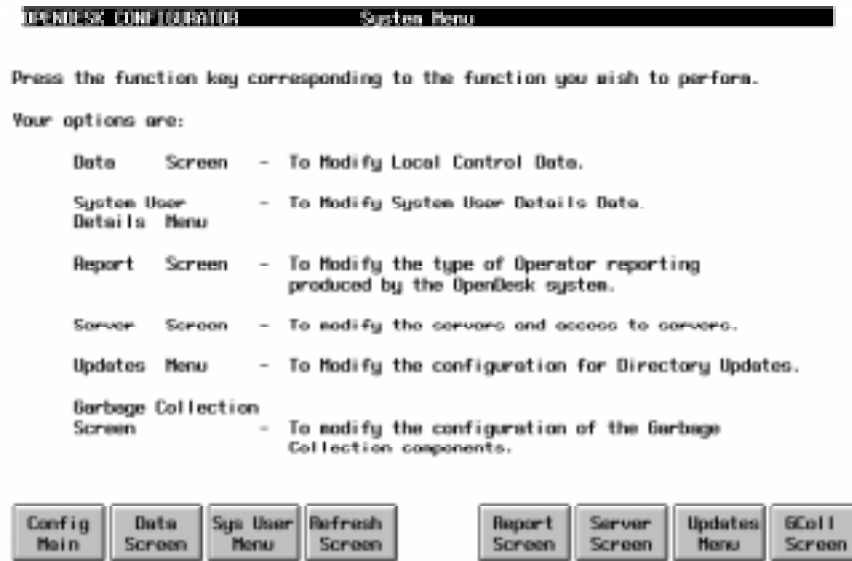 OPENDESK CONFIGURATOR System Menu
Press the function key corresponding to the function you wish to perform.
Your options are:
Data Screen - To Modify Local Control Data.
System User - To Modify System User Details Data.
Details Menu
Report Screen - To Modify the type of Operator reporting
produced by the OpenDesk system.
Server Screen - To modify the servers and access to servers.
Updates Menu - To Modify the configuration for Directory Updates.
Garbage Collection
Screen - To modify the configuration of the Garbage
Collection components.
Config Data Sys User Refresh Report Server Updates GColl
Main Screen Menu Screen Screen Screen Menu Screen